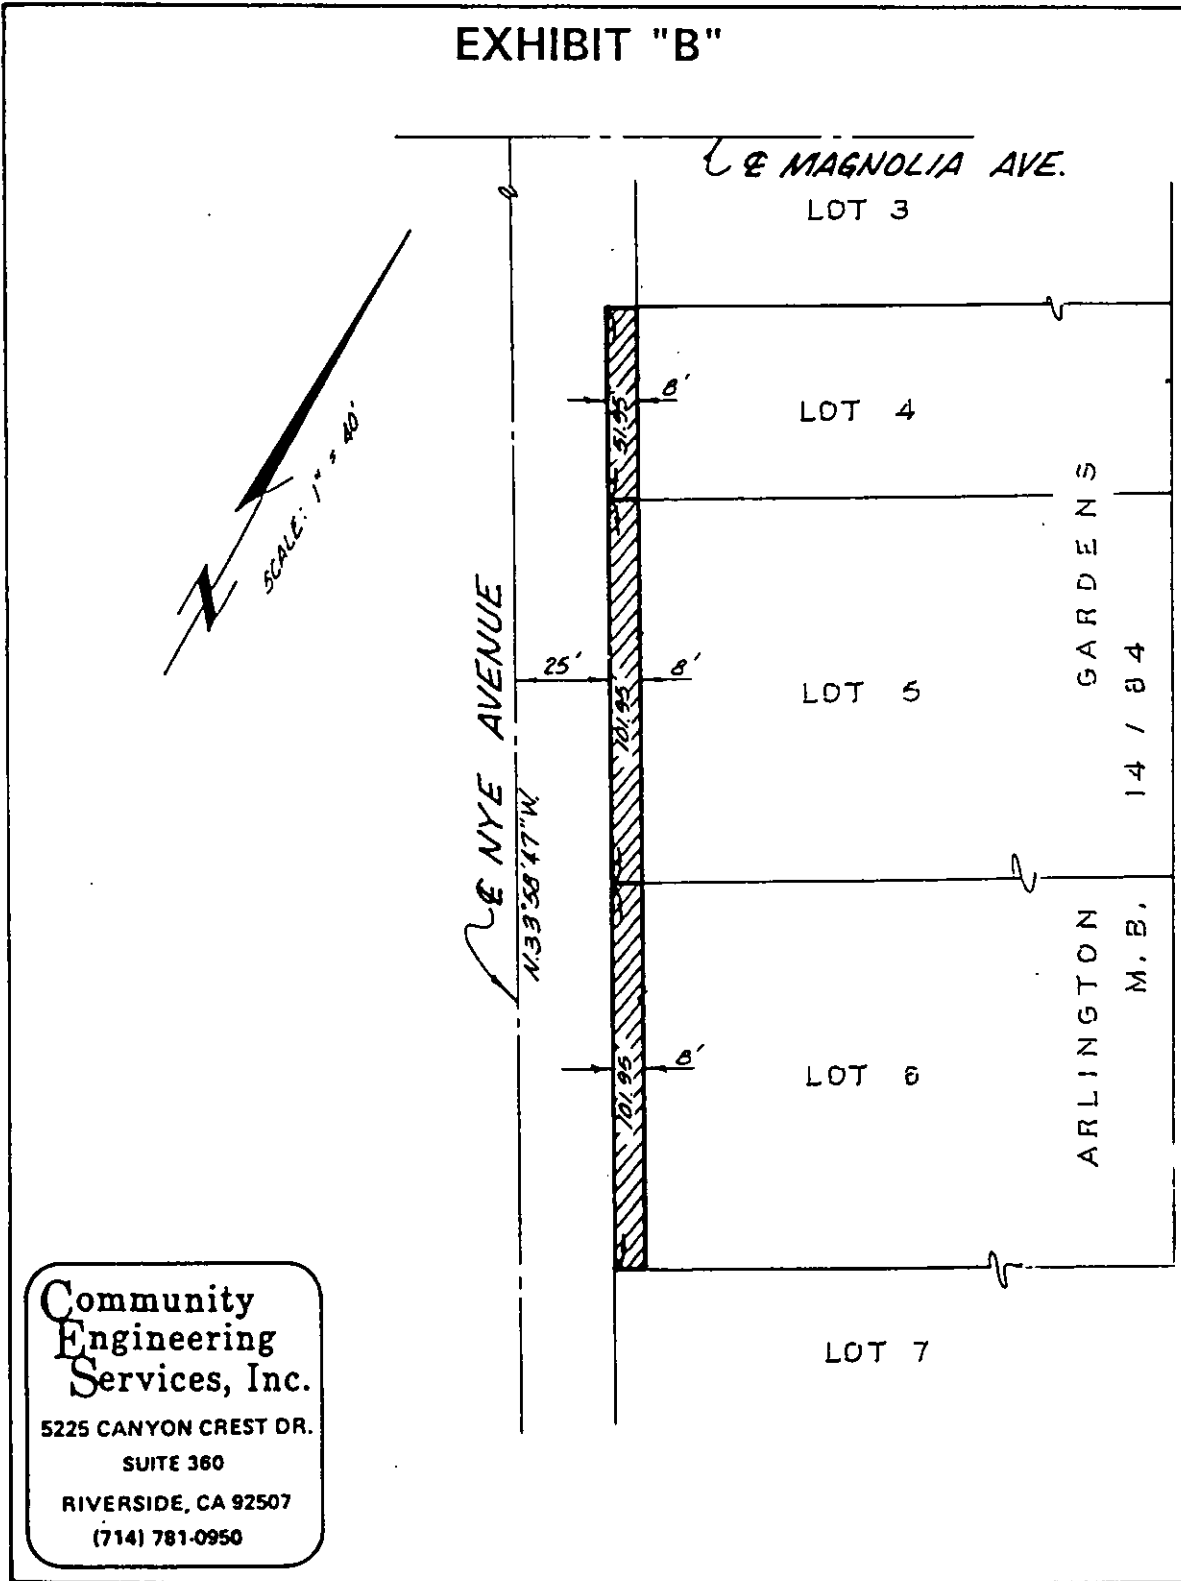 EXHIBIT "B"
℄ MAGNOLIA AVE.
LOT 3
8'
51.95
LOT 4
SCALE: 1" = 40'
N
GARDENS
℄ NYE AVENUE
N.33°58'47"W.
25'
8'
101.95
LOT 5
14/84
8'
101.95
LOT 6
ARLINGTON
M.B.
LOT 7
Community
Engineering
Services, Inc.
5225 CANYON CREST DR.
SUITE 360
RIVERSIDE, CA 92507
(714) 781-0950